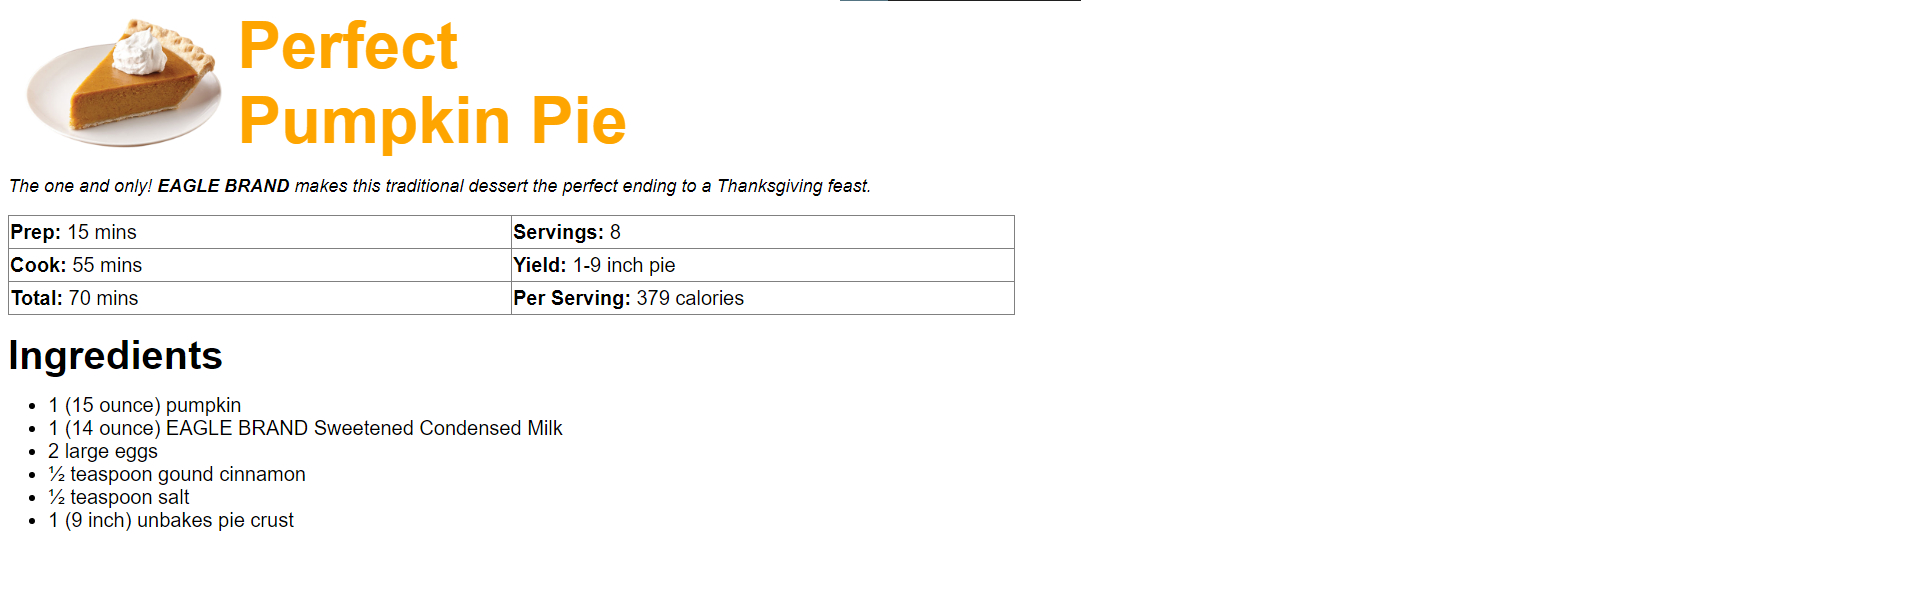 Perfect
Pumpkin Pie
The one and only! EAGLE BRAND makes this traditional dessert the perfect ending to a Thanksgiving feast.
Prep: 15 mins Servings: 8
Cook: 55 mins Yield: 1-9 inch pie
Total: 70 mins Per Serving: 379 calories
Ingredients
• 1 (15 ounce) pumpkin
• 1 (14 ounce) EAGLE BRAND Sweetened Condensed Milk
• 2 large eggs
• ½ teaspoon gound cinnamon
• ½ teaspoon salt
• 1 (9 inch) unbakes pie crust